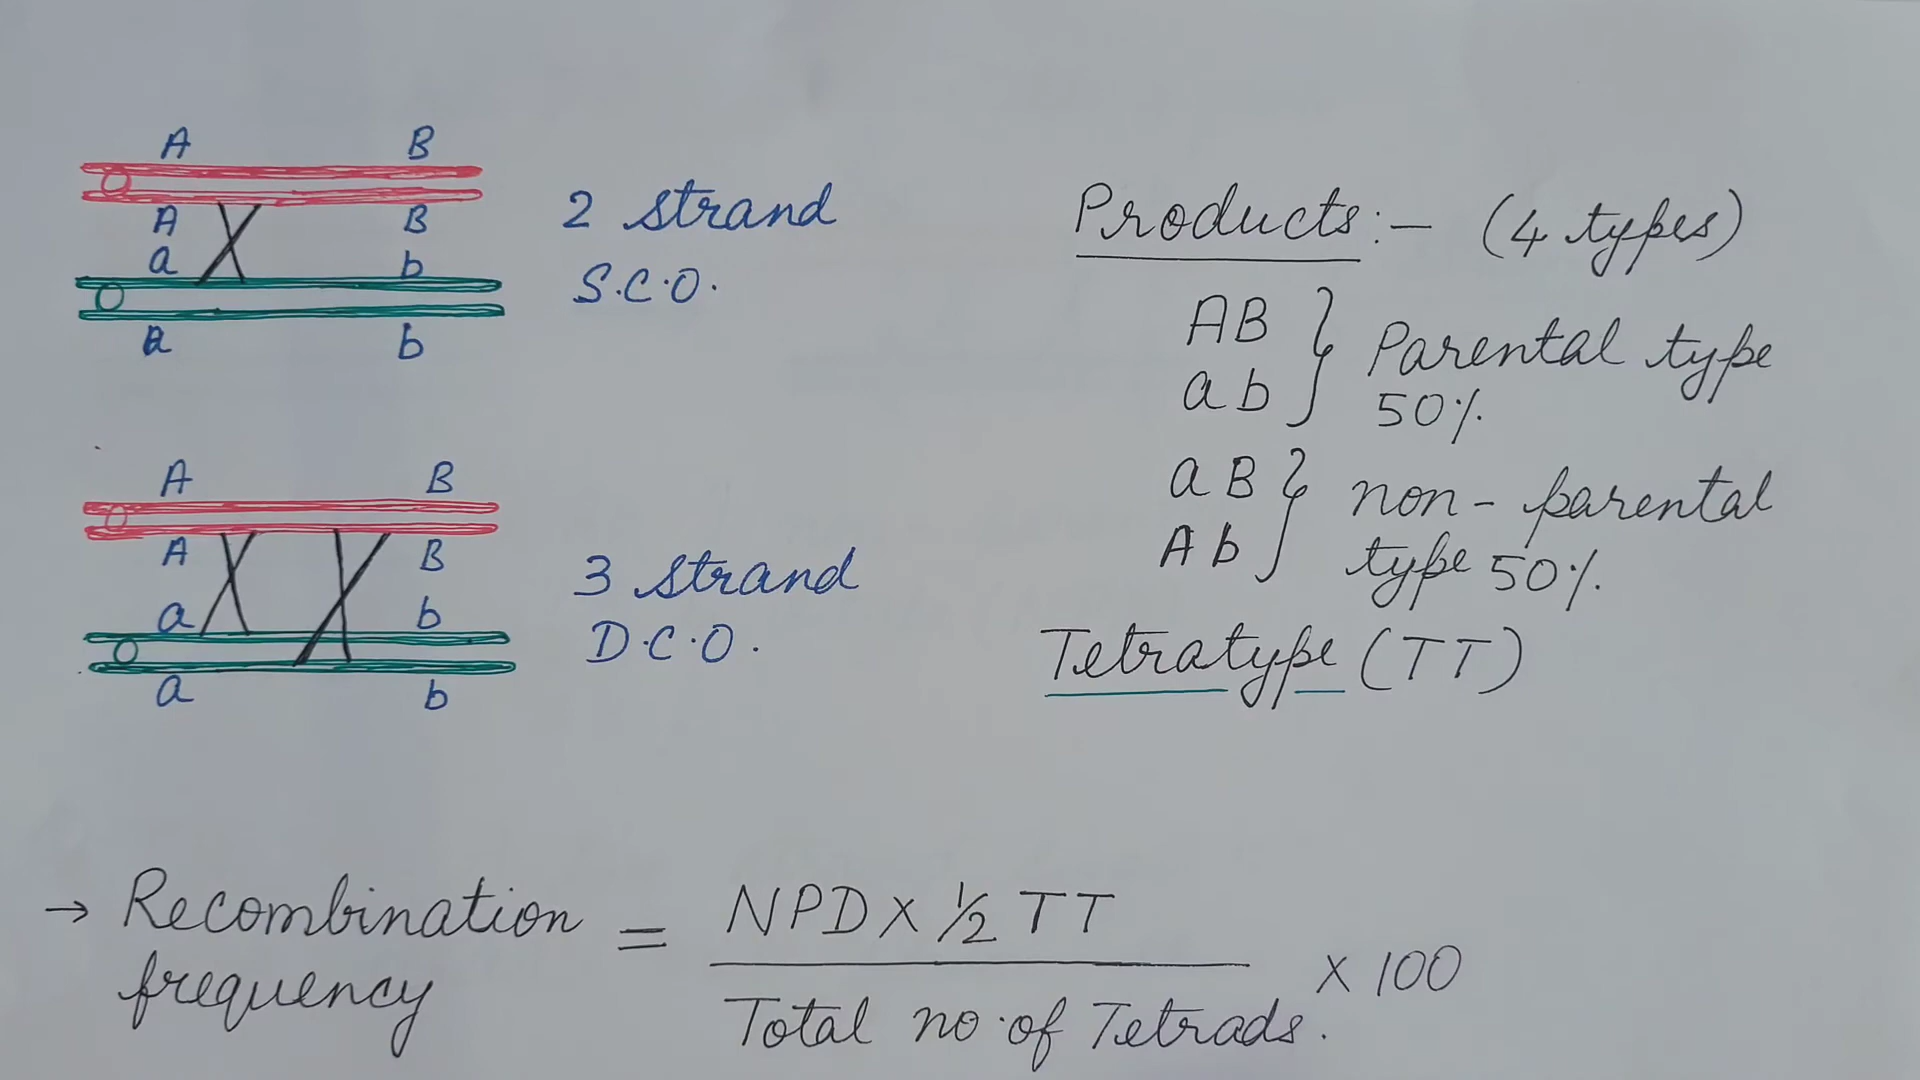 A B
A B
a b
a b
2 strand
S.C.O.
A B
A B
a b
a b
3 strand
D.C.O.
Products:- (4 types)
AB
ab
Parental type
50%
aB
Ab
non-parental
type 50%.
Tetratype (TT)
→ Recombination
frequency
= NPD X 1/2 TT
Total no. of Tetrads.
X 100